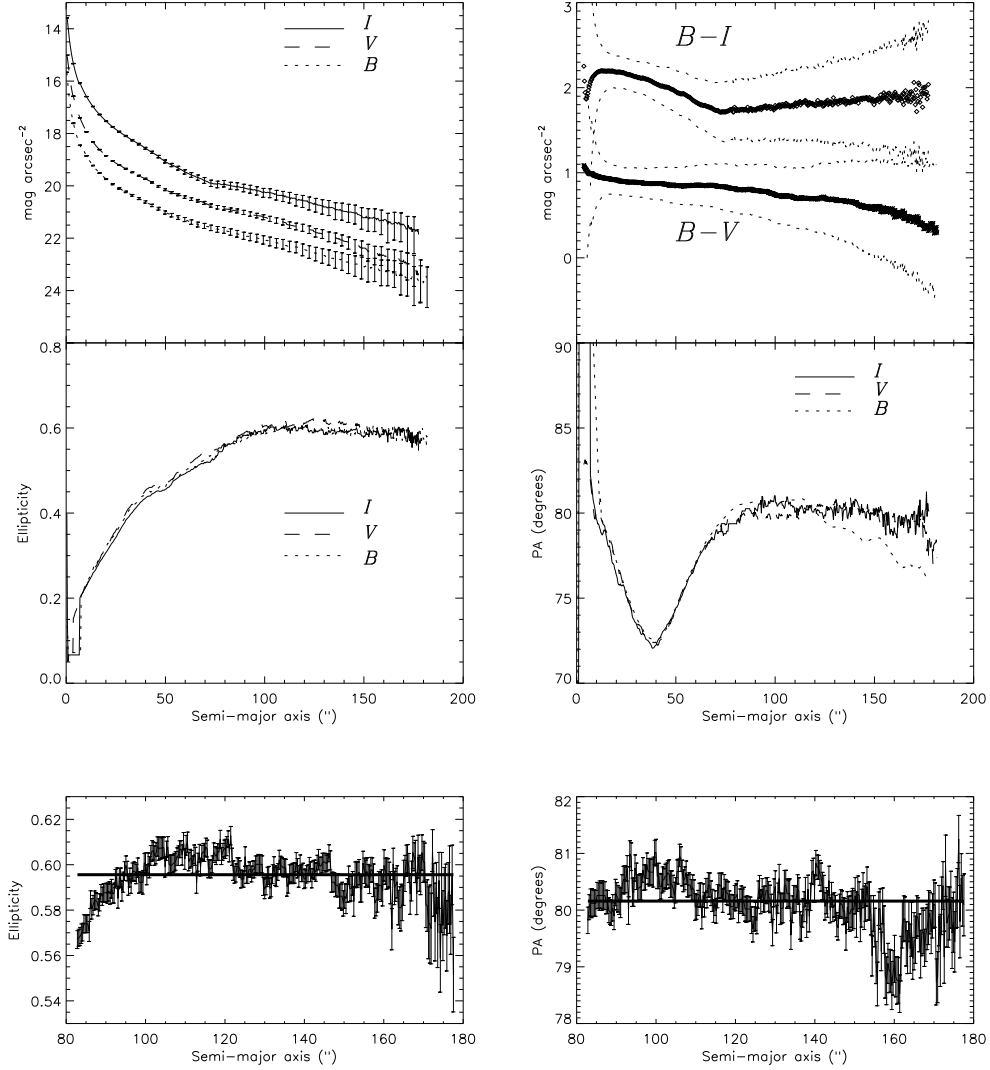 14
16
18
20
22
24
mag arcsec⁻²
I
V
B
3
2
1
0
mag arcsec⁻²
B−I
B−V
0.8
0.6
0.4
0.2
0.0
Ellipticity
I
V
B
0 50 100 150 200
Semi−major axis (")
90
85
80
75
70
PA (degrees)
I
V
B
0 50 100 150 200
Semi−major axis (")
0.62
0.60
0.58
0.56
0.54
Ellipticity
80 100 120 140 160 180
Semi−major axis (")
82
81
80
79
78
PA (degrees)
80 100 120 140 160 180
Semi−major axis (")